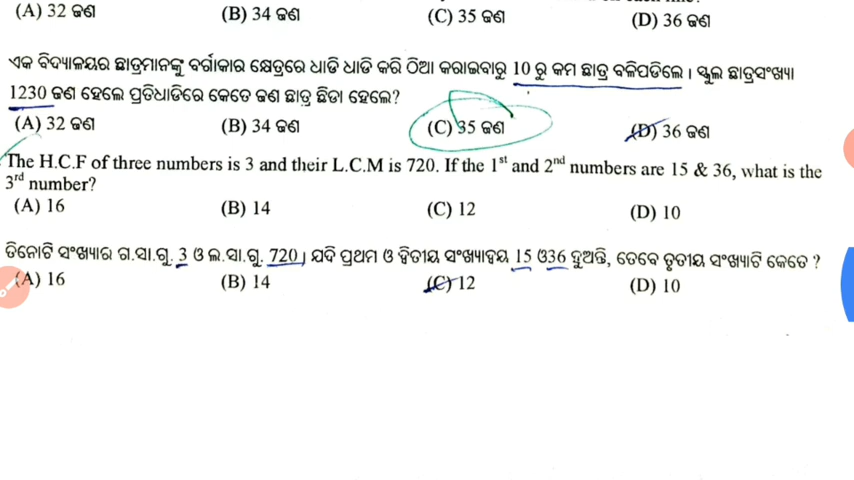 (A) 32 ଜଣ (B) 34 ଜଣ (C) 35 ଜଣ (D) 36 ଜଣ
ଏକ ବିଦ୍ୟାଳୟର ଛାତ୍ରମାନଙ୍କୁ ବର୍ଗାକାର କ୍ଷେତ୍ରରେ ଧାଡି ଧାଡି କରି ଠିଆ କରାଇବାରୁ 10 ରୁ କମ ଛାତ୍ର ବଳିପଡିଲେ । ସ୍କୁଲ ଛାତ୍ରସଂଖ୍ୟା
1230 ଜଣ ହେଲେ ପ୍ରତିଧାଡିରେ କେତେ ଜଣ ଛାତ୍ର ଛିଡା ହେଲେ?
(A) 32 ଜଣ (B) 34 ଜଣ (C) 35 ଜଣ (D) 36 ଜଣ
The H.C.F of three numbers is 3 and their L.C.M is 720. If the 1st and 2nd numbers are 15 & 36, what is the
3rd number?
(A) 16 (B) 14 (C) 12 (D) 10
ତିନୋଟି ସଂଖ୍ୟାର ଗ.ସା.ଗୁ. 3 ଓ ଲ.ସା.ଗୁ. 720। ଯଦି ପ୍ରଥମ ଓ ଦ୍ଵିତୀୟ ସଂଖ୍ୟାଦ୍ଵୟ 15 ଓ36 ହୁଅନ୍ତି, ତେବେ ତୃତୀୟ ସଂଖ୍ୟାଟି କେତେ ?
(A) 16 (B) 14 (C) 12 (D) 10